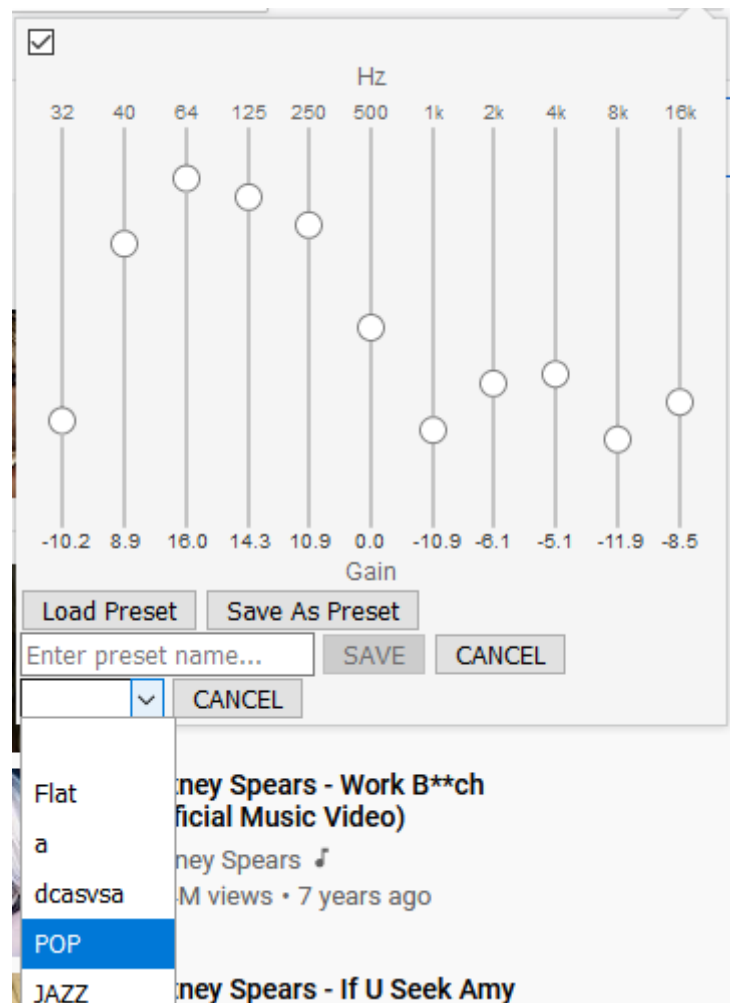 Hz
32 40 64 125 250 500 1k 2k 4k 8k 16k
-10.2 8.9 16.0 14.3 10.9 0.0 -10.9 -6.1 -5.1 -11.9 -8.5
Gain
Load Preset Save As Preset
Enter preset name... SAVE CANCEL
CANCEL
Flat
a
dcasvsa
POP
JAZZ
tney Spears - Work B**ch
ficial Music Video)
ney Spears
M views • 7 years ago
tney Spears - If U Seek Amy